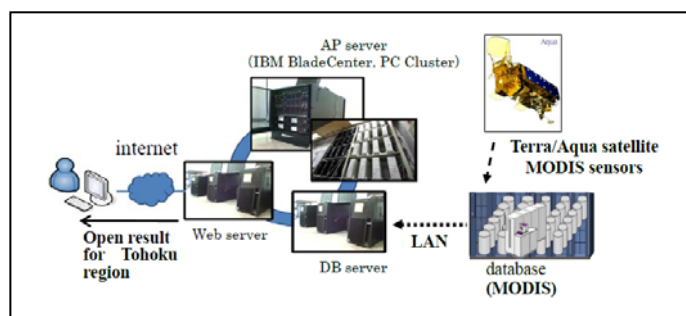 AP server
(IBM BladeCenter, PC Cluster)
Aqua
Terra/Aqua satellite
MODIS sensors
internet
Web server
Open result
for Tohoku
region
DB server
LAN
database
(MODIS)